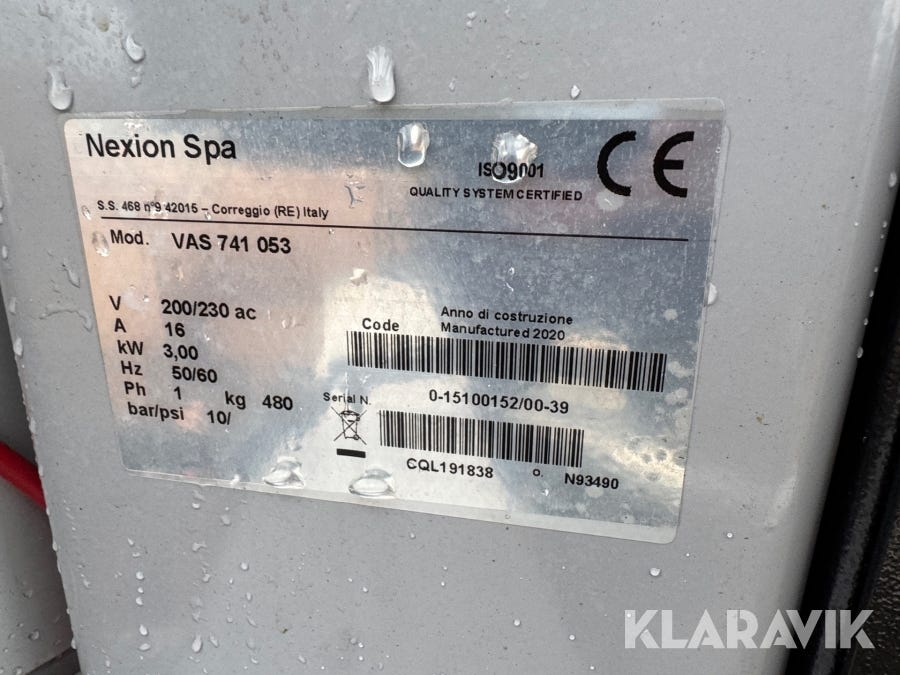 Nexion Spa
CE
ISO9001
QUALITY SYSTEM CERTIFIED
S.S. 468 n°9 42015 – Correggio (RE) Italy
Mod. VAS 741 053
V 200/230 ac
A 16
kW 3,00
Hz 50/60
Ph 1 kg 480
bar/psi 10/
Anno di costruzione
Code Manufactured 2020
0-15100152/00-39
Serial N.
CQL191838 o. N93490
KLARAVIK